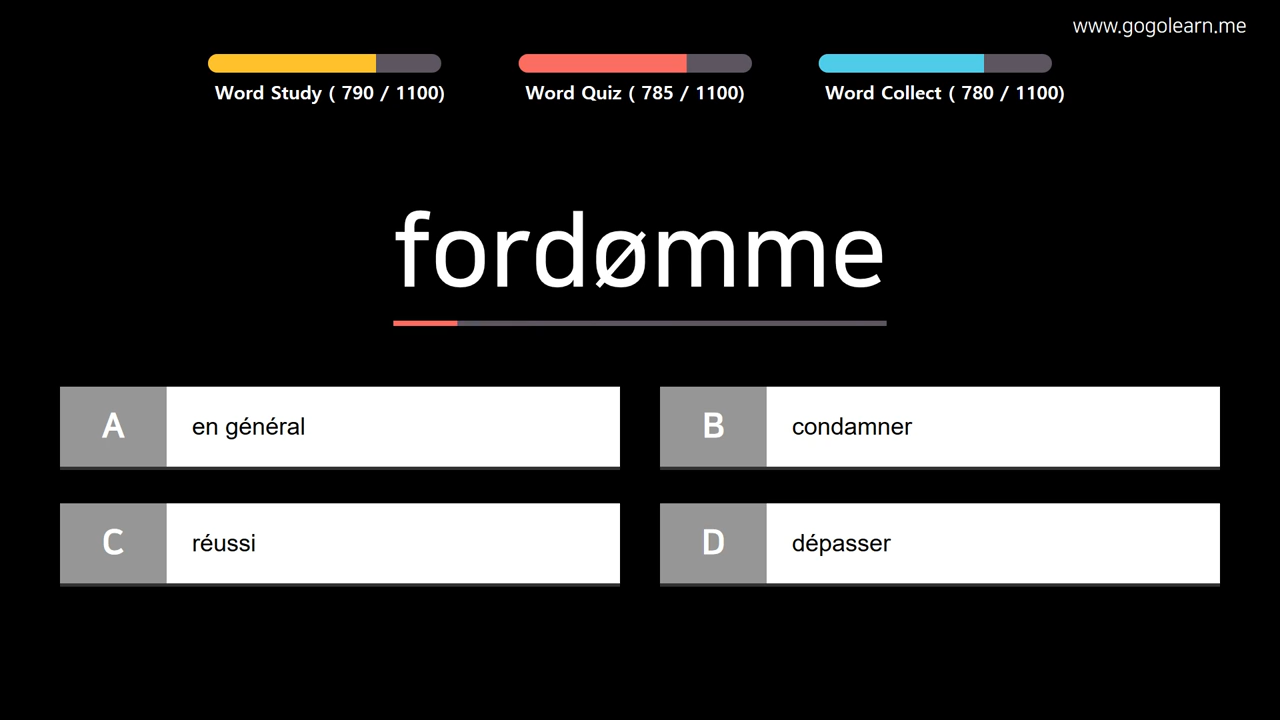 www.gogolearn.me
Word Study ( 790 / 1100)
Word Quiz ( 785 / 1100)
Word Collect ( 780 / 1100)
fordømme
A en général
B condamner
C réussi
D dépasser